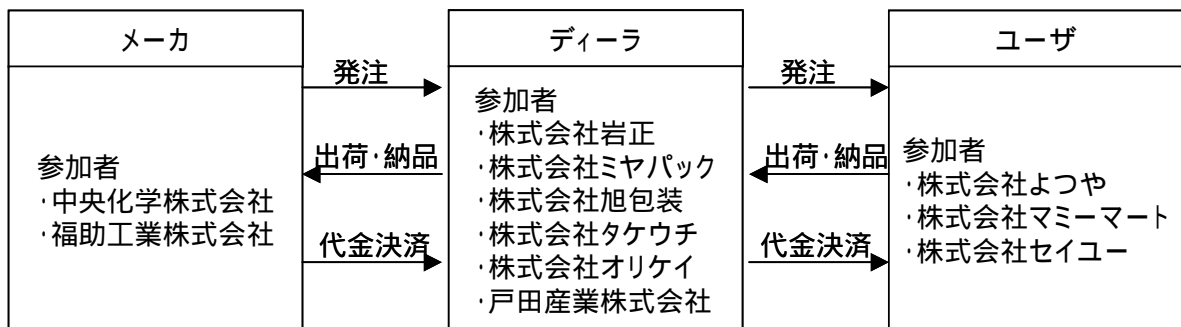 メーカ
参加者
・中央化学株式会社
・福助工業株式会社
発注
出荷・納品
代金決済
ディーラ
参加者
・株式会社岩正
・株式会社ミヤパック
・株式会社旭包装
・株式会社タケウチ
・株式会社オリケイ
・戸田産業株式会社
発注
出荷・納品
代金決済
ユーザ
参加者
・株式会社よつや
・株式会社マミーマート
・株式会社セイユー